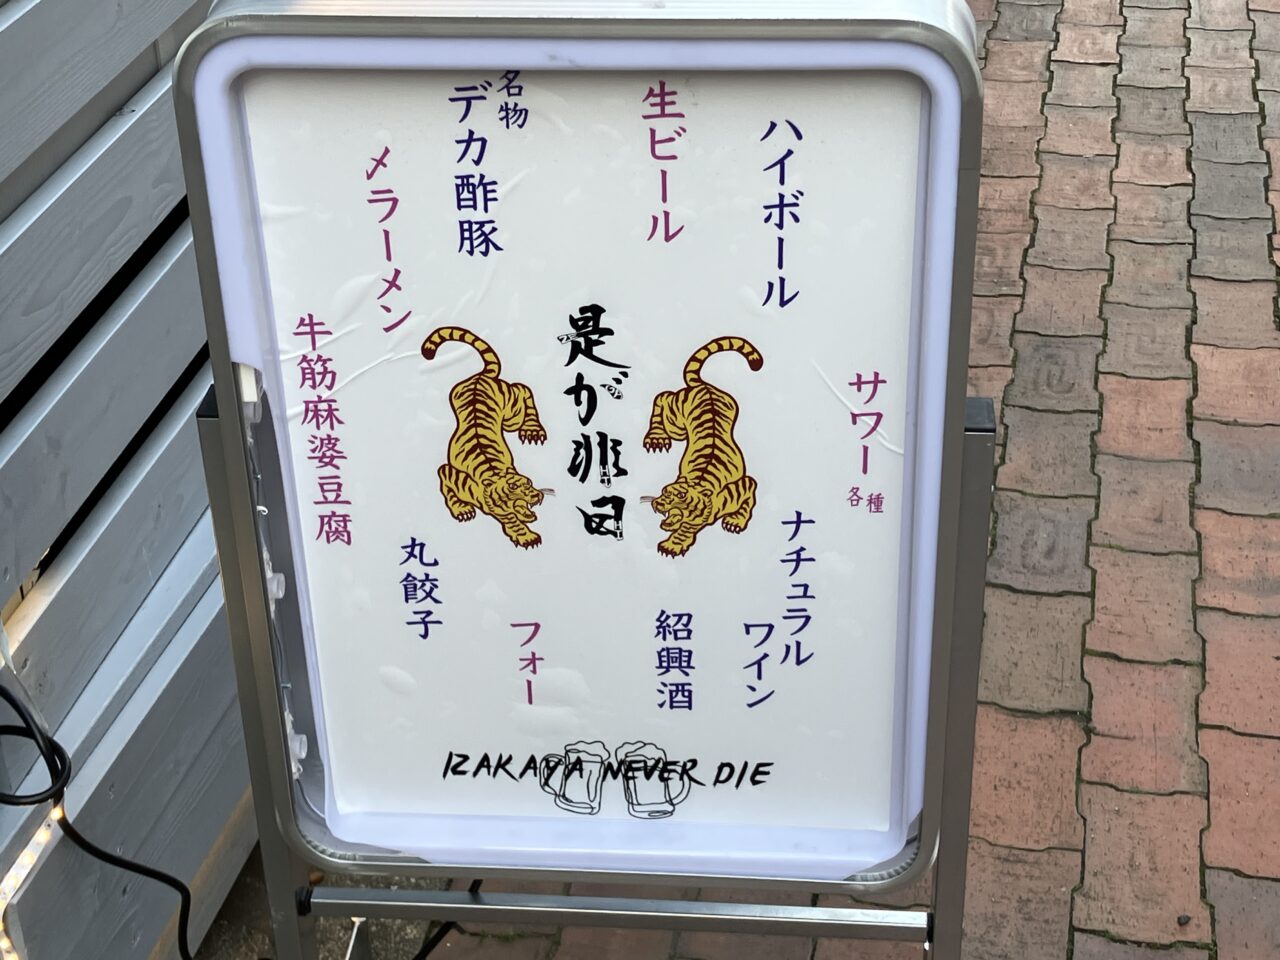 名物
デカ酢豚
メラーメン
牛筋麻婆豆腐
丸餃子
フォー
生ビール
ハイボール
サワー
各種
ナチュラル
ワイン
紹興酒
是が非
IZAKAYA NEVER DIE